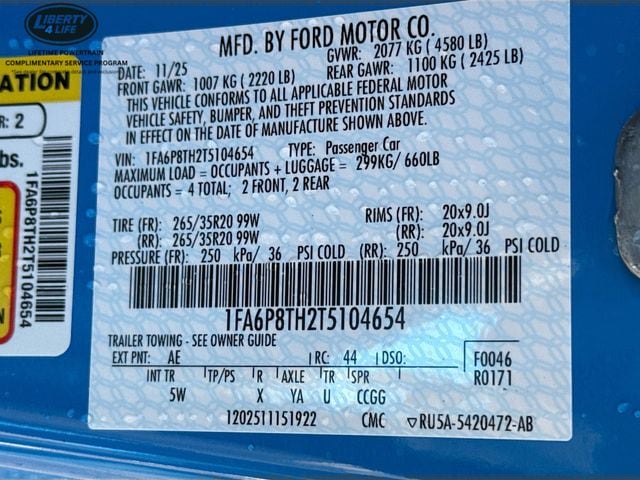 LIBERTY
4 LIFE
LIFETIME POWERTRAIN
COMPLIMENTARY SERVICE PROGRAM
ATION
R: 2
bs.
1FA6P8TH2T5104654
MFD. BY FORD MOTOR CO.
DATE: 11/25 GVWR: 2077 KG ( 4580 LB)
FRONT GAWR: 1007 KG ( 2220 LB) REAR GAWR: 1100 KG ( 2425 LB)
THIS VEHICLE CONFORMS TO ALL APPLICABLE FEDERAL MOTOR
VEHICLE SAFETY, BUMPER, AND THEFT PREVENTION STANDARDS
IN EFFECT ON THE DATE OF MANUFACTURE SHOWN ABOVE.
VIN: 1FA6P8TH2T5104654 TYPE: Passenger Car
MAXIMUM LOAD = OCCUPANTS + LUGGAGE = 299KG/ 660LB
OCCUPANTS = 4 TOTAL; 2 FRONT, 2 REAR
TIRE (FR): 265/35R20 99W RIMS (FR): 20x9.0J
(RR): 265/35R20 99W (RR): 20x9.0J
PRESSURE (FR): 250 kPa/ 36 PSI COLD (RR): 250 kPa/ 36 PSI COLD
1FA6P8TH2T5104654
TRAILER TOWING - SEE OWNER GUIDE
EXT PNT: AE RC: 44 DSO: F0046
INT TR TP/PS R AXLE TR SPR R0171
5W X YA U CCGG
1202511151922 CMC ▽RU5A-5420472-AB